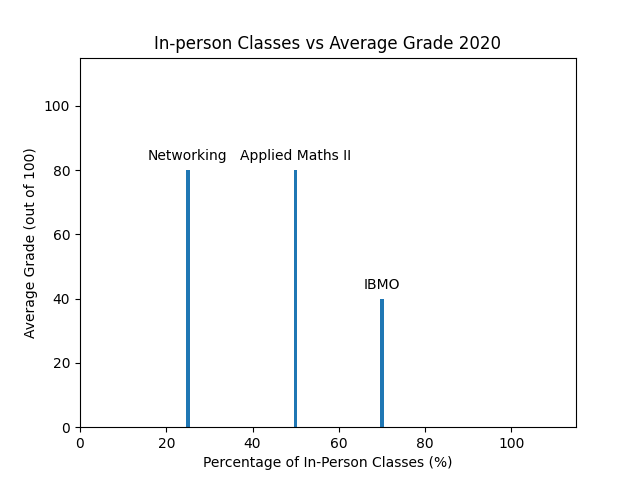 In-person Classes vs Average Grade 2020
Average Grade (out of 100)
100
80
60
40
20
0
Networking
Applied Maths II
IBMO
0 20 40 60 80 100
Percentage of In-Person Classes (%)